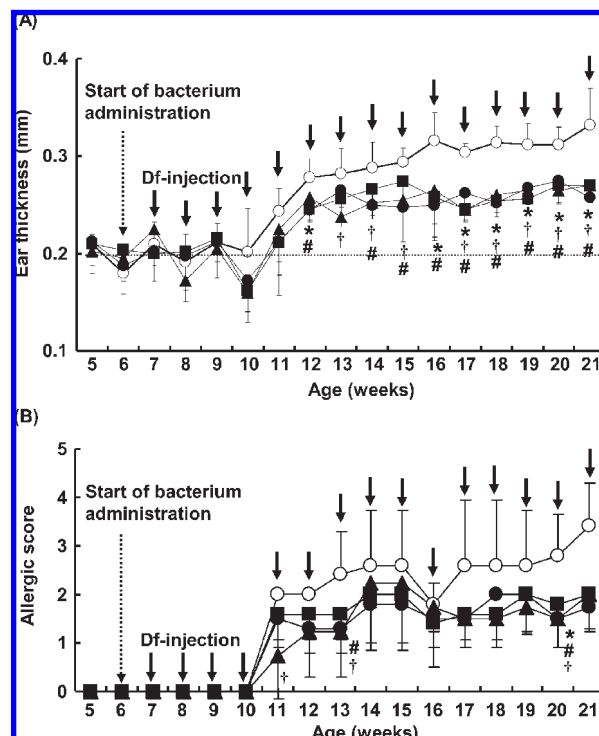 (A)
0.4
0.3
0.2
0.1
Ear thickness (mm)
Start of bacterium
administration
Df-injection
* † † † * * * * * *
# # # # † † † † †
# # # # #
5 6 7 8 9 10 11 12 13 14 15 16 17 18 19 20 21
Age (weeks)
(B)
5
4
3
2
1
0
Allergic score
Start of bacterium
administration
Df-injection
†
#
†
*
#
†
5 6 7 8 9 10 11 12 13 14 15 16 17 18 19 20 21
Age (weeks)